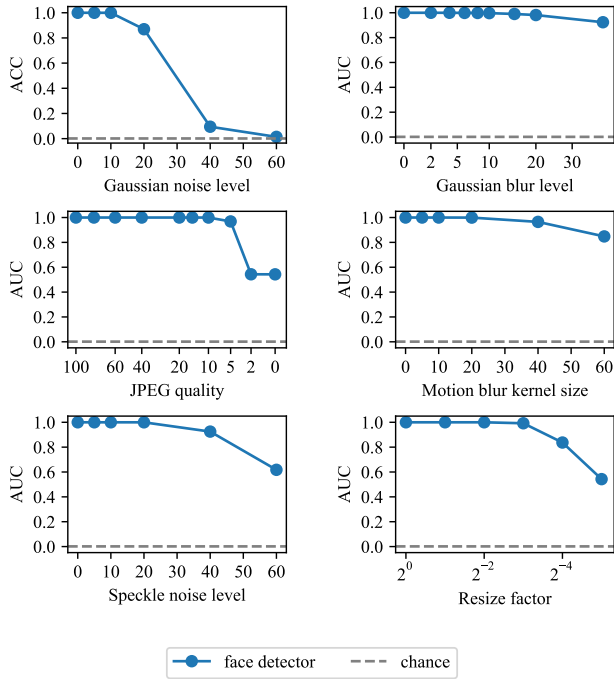 ACC
1.0
0.8
0.6
0.4
0.2
0.0
0 10 20 30 40 50 60
Gaussian noise level
AUC
1.0
0.8
0.6
0.4
0.2
0.0
0 2 5 10 20 30
Gaussian blur level
AUC
1.0
0.8
0.6
0.4
0.2
0.0
100 60 40 20 10 5 2 0
JPEG quality
AUC
1.0
0.8
0.6
0.4
0.2
0.0
0 10 20 30 40 50 60
Motion blur kernel size
AUC
1.0
0.8
0.6
0.4
0.2
0.0
0 10 20 30 40 50 60
Speckle noise level
AUC
1.0
0.8
0.6
0.4
0.2
0.0
2⁰ 2⁻² 2⁻⁴
Resize factor
face detector chance